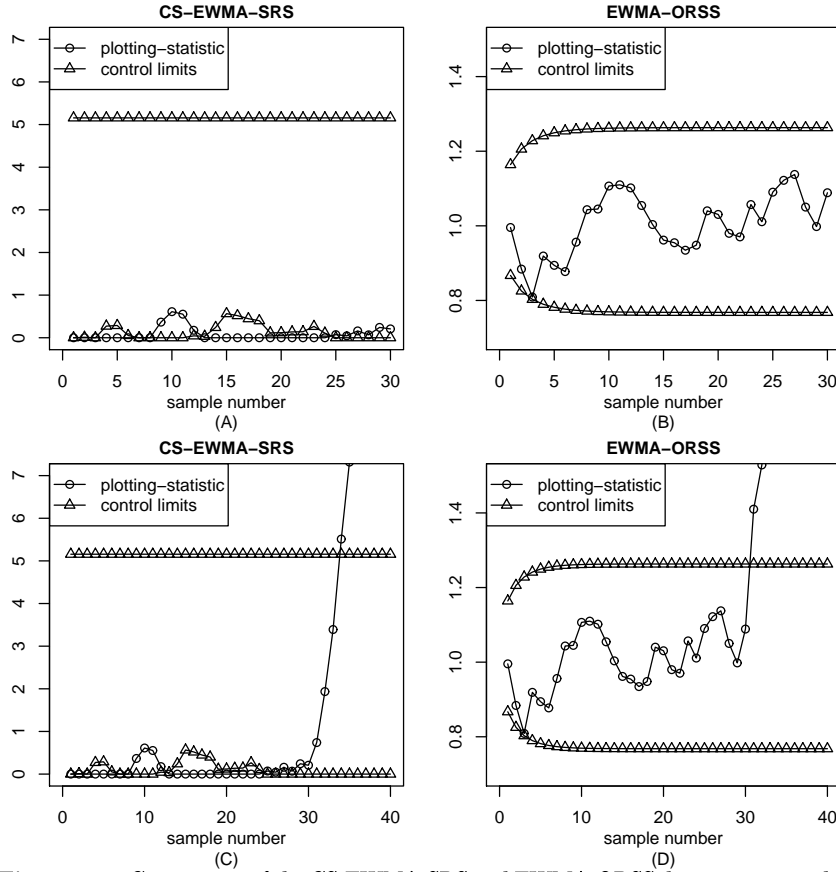 CS−EWMA−SRS
plotting−statistic
control limits
0 1 2 3 4 5 6 7
0 5 10 15 20 25 30
sample number
(A)
EWMA−ORSS
plotting−statistic
control limits
0.8 1.0 1.2 1.4
0 5 10 15 20 25 30
sample number
(B)
CS−EWMA−SRS
plotting−statistic
control limits
0 1 2 3 4 5 6 7
0 10 20 30 40
sample number
(C)
EWMA−ORSS
plotting−statistic
control limits
0.8 1.0 1.2 1.4
0 10 20 30 40
sample number
(D)